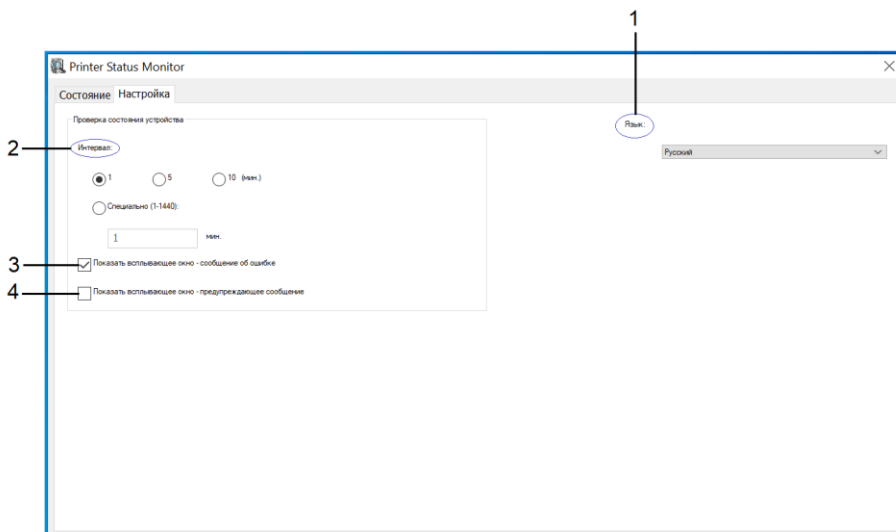 1
Printer Status Monitor
Состояние Настройка
Проверка состояния устройства
Язык:
2
Интервал:
Русский
1 5 10 (мин.)
Специально (1-1440):
1 мин.
3
Показать всплывающее окно - сообщение об ошибке
4
Показать всплывающее окно - предупреждающее сообщение